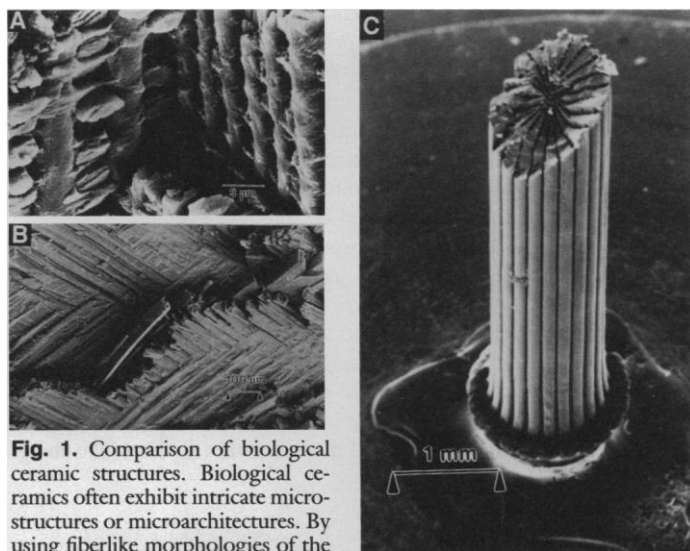 A
C
B
1 mm
Fig. 1. Comparison of biological
ceramic structures. Biological ce-
ramics often exhibit intricate micro-
structures or microarchitectures. By
using fiberlike morphologies of the